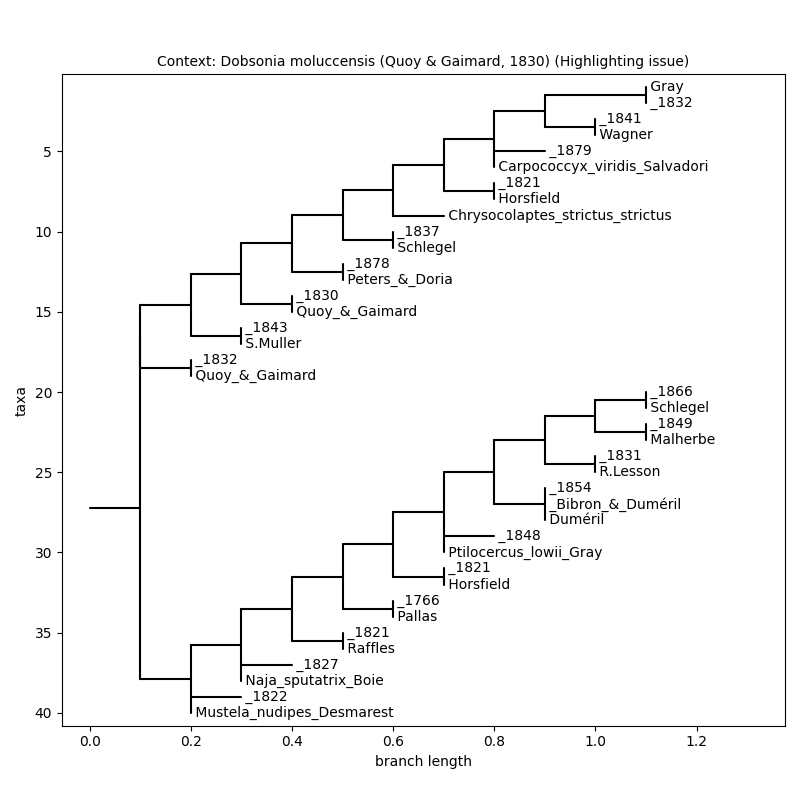 Context: Dobsonia moluccensis (Quoy & Gaimard, 1830) (Highlighting issue)
Gray
_1832
_1841
Wagner
_1879
Carpococcyx_viridis_Salvadori
_1821
Horsfield
Chrysocolaptes_strictus_strictus
_1837
Schlegel
_1878
Peters_&_Doria
_1830
Quoy_&_Gaimard
_1843
S.Muller
_1832
Quoy_&_Gaimard
_1866
Schlegel
_1849
Malherbe
_1831
R.Lesson
_1854
_Bibron_&_Duméril
Duméril
_1848
Ptilocercus_lowii_Gray
_1821
Horsfield
_1766
Pallas
_1821
Raffles
_1827
Naja_sputatrix_Boie
_1822
Mustela_nudipes_Desmarest
5
10
15
20
25
30
35
40
taxa
0.0 0.2 0.4 0.6 0.8 1.0 1.2
branch length